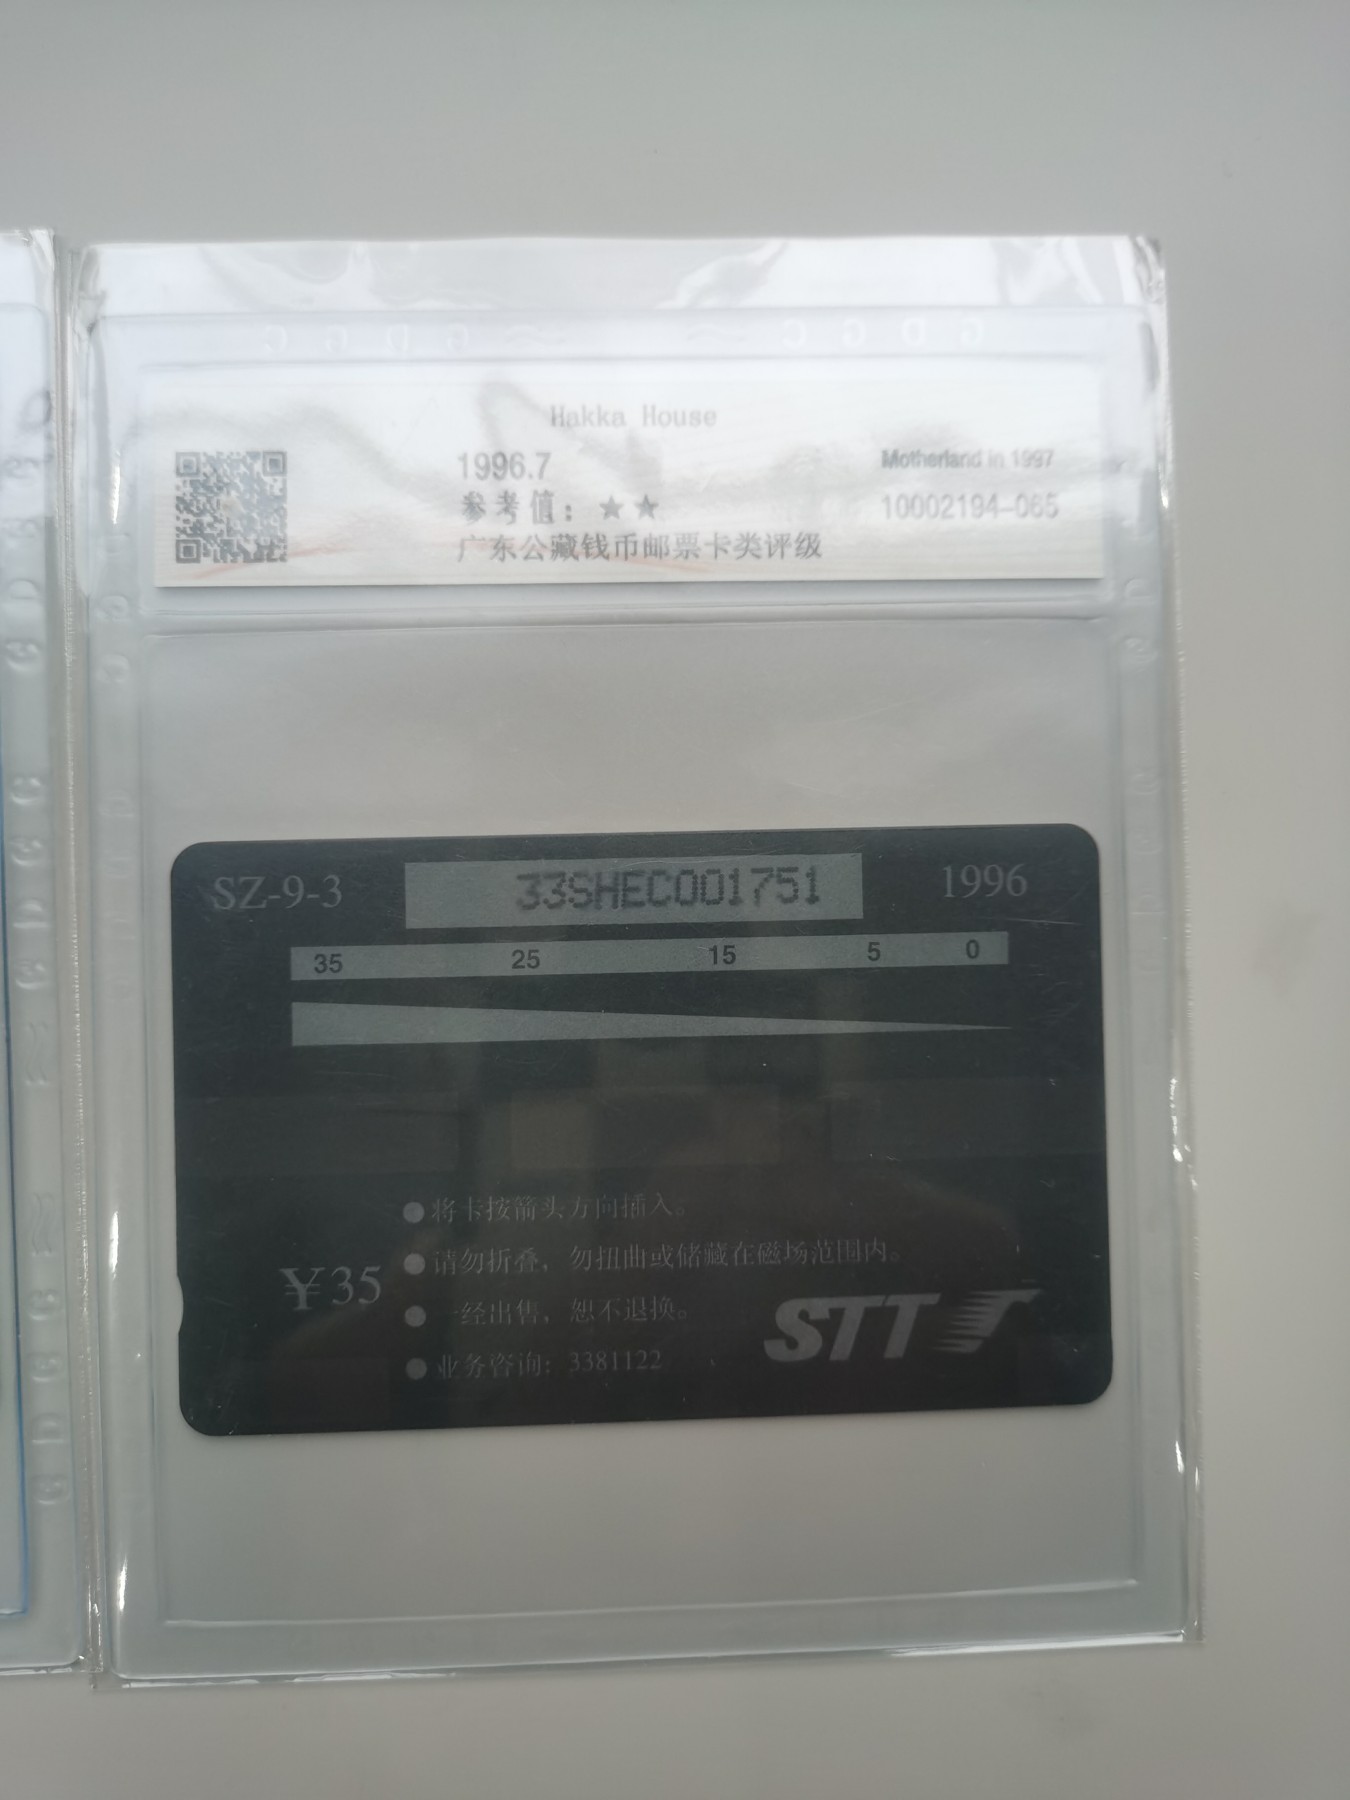 GDGC GDGC
Hakka House
1996.7
Motherland in 1997
参考值：★★
10002194-065
广东公藏钱币邮票卡类评级
SZ-9-3
33SHEC001751
1996
35 25 15 5 0
● 将卡按箭头方向插入。
● 请勿折叠，勿扭曲或储藏在磁场范围内。
￥35
● 一经出售，恕不退换。
● 业务咨询：3381122
STT